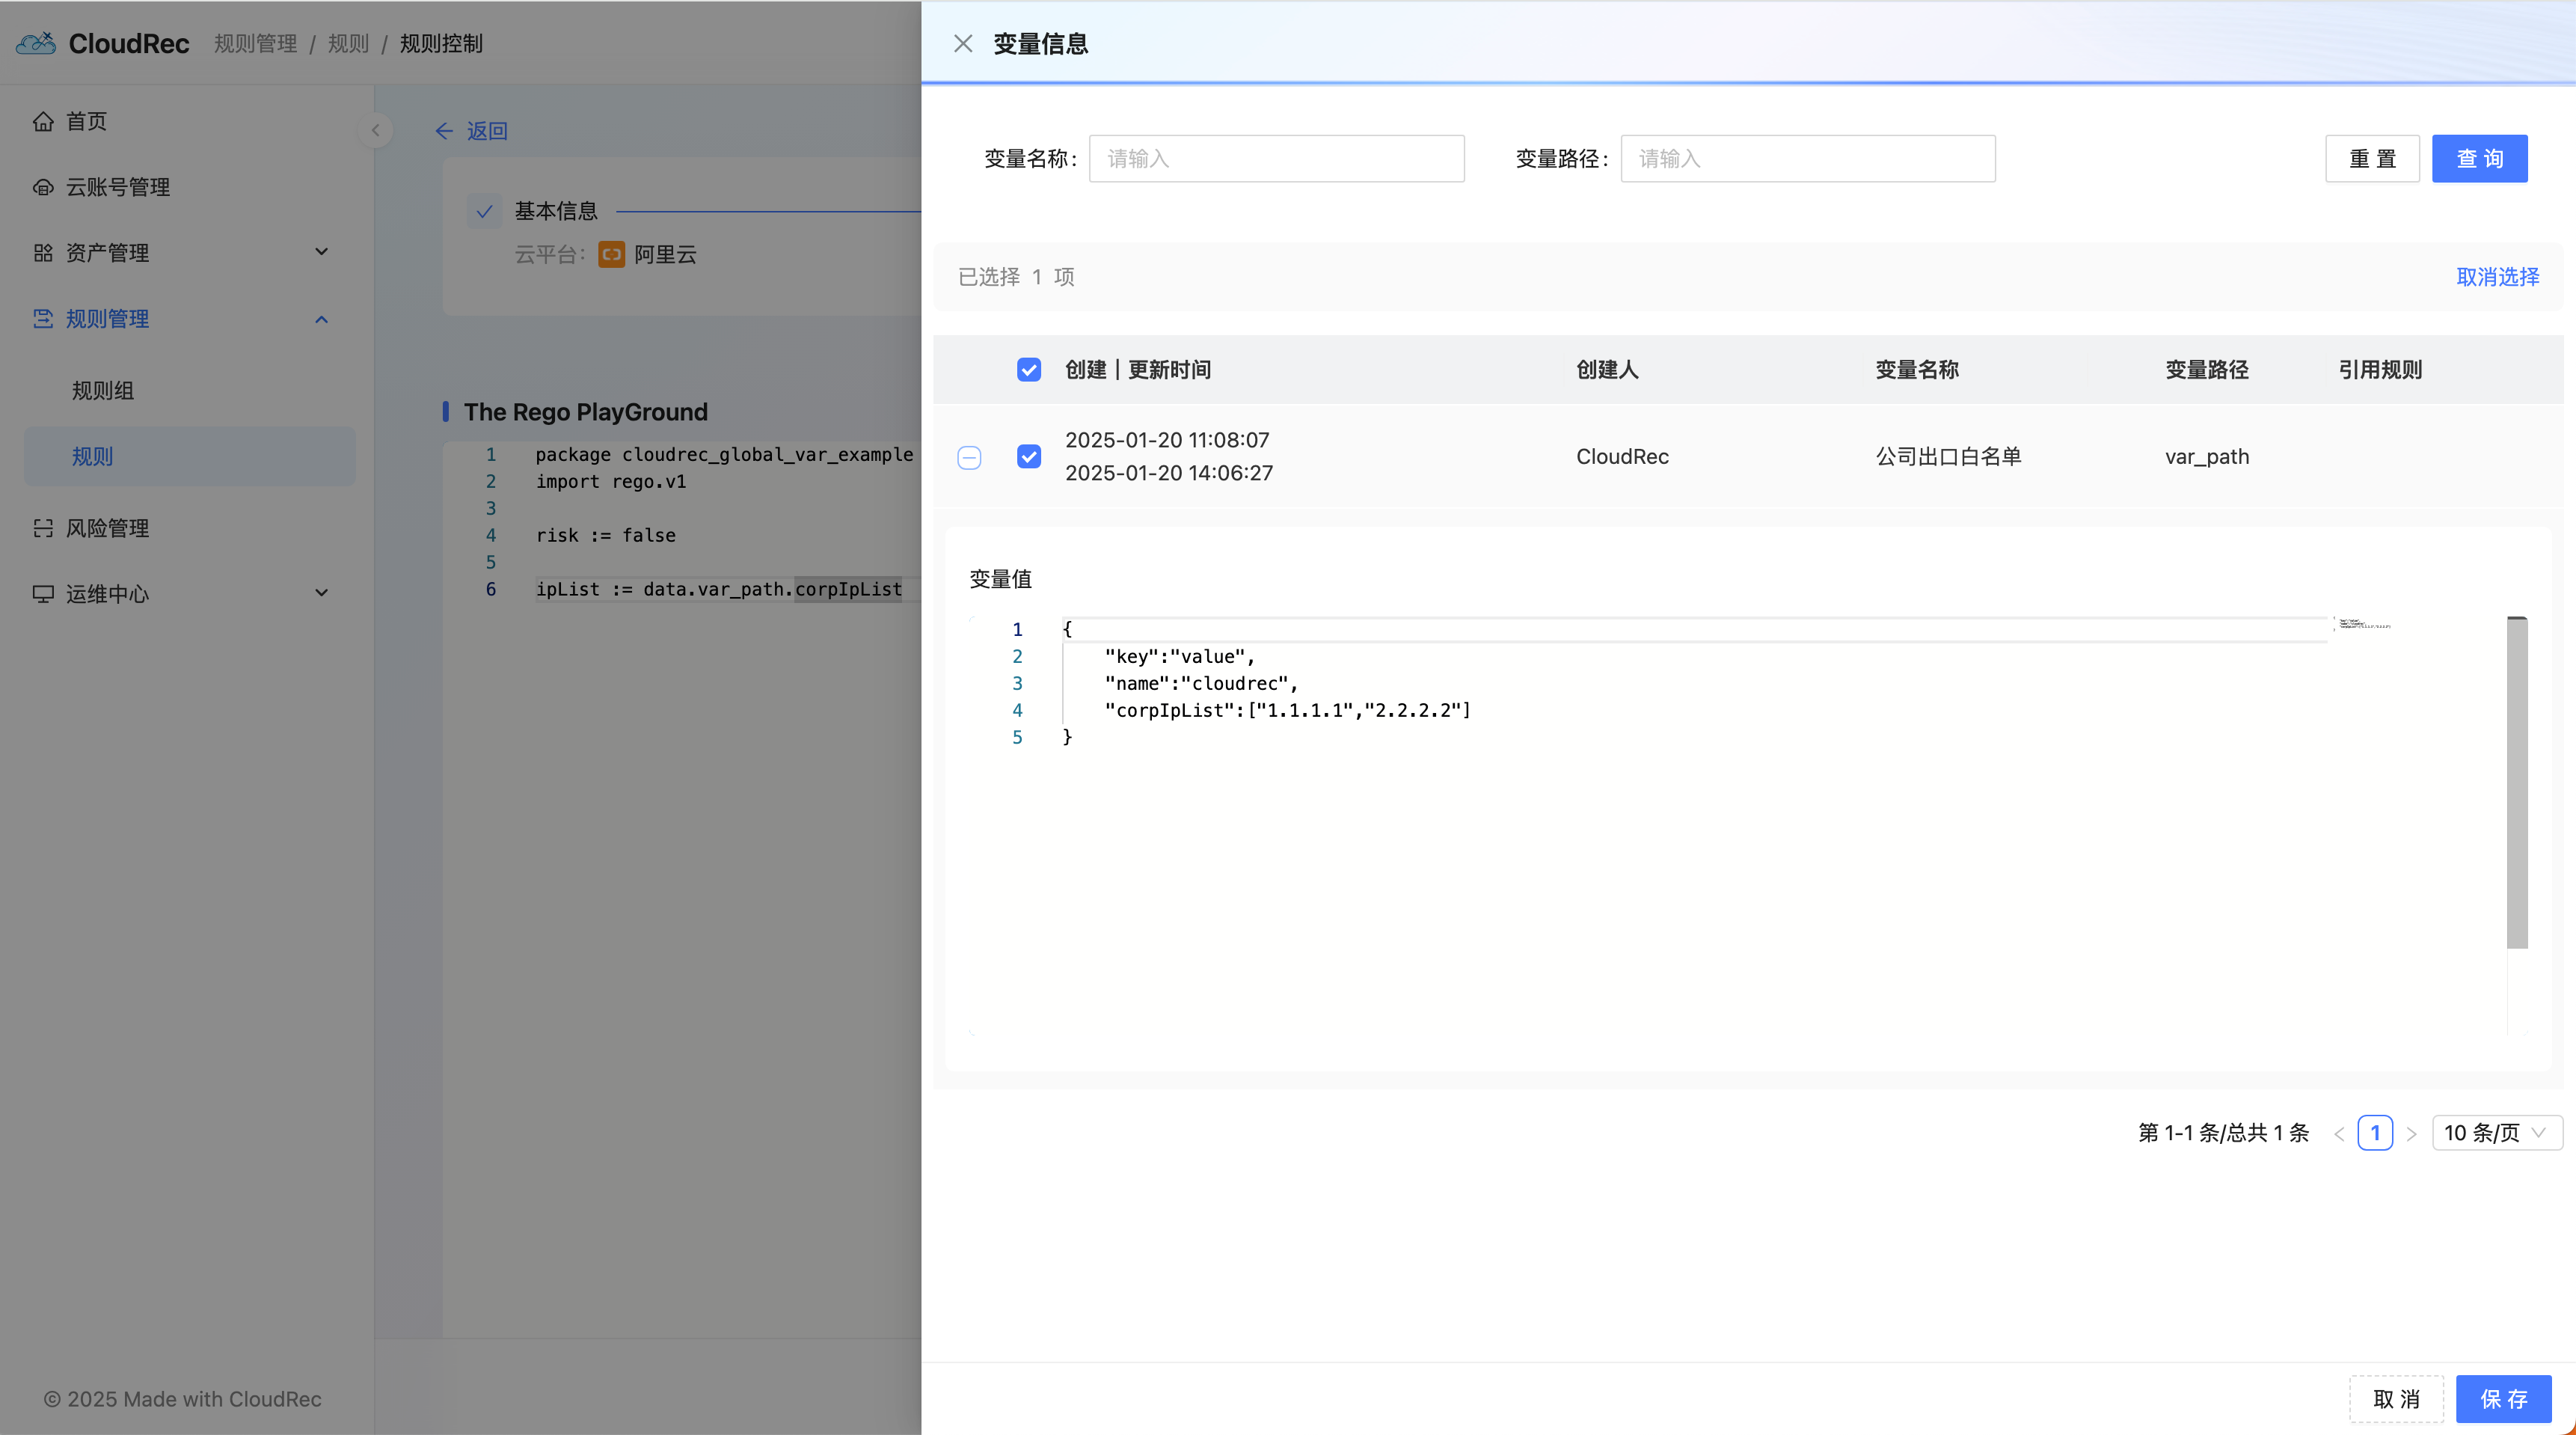 CloudRec 规则管理 / 规则 / 规则控制
首页
云账号管理
资产管理
规则管理
规则组
规则
风险管理
运维中心
© 2025 Made with CloudRec
返回
基本信息
云平台: 阿里云
The Rego PlayGround
1 package cloudrec_global_var_example
2 import rego.v1
3
4 risk := false
5
6 ipList := data.var_path.corpIpList
变量信息
变量名称: 请输入 变量路径: 请输入 重 置 查 询
已选择 1 项 取消选择
创建 | 更新时间 创建人 变量名称 变量路径 引用规则
2025-01-20 11:08:07
2025-01-20 14:06:27
CloudRec 公司出口白名单 var_path
变量值
1 {
2 "key":"value",
3 "name":"cloudrec",
4 "corpIpList":["1.1.1.1","2.2.2.2"]
5 }
第 1-1 条/总共 1 条 < 1 > 10 条/页
取 消 保 存